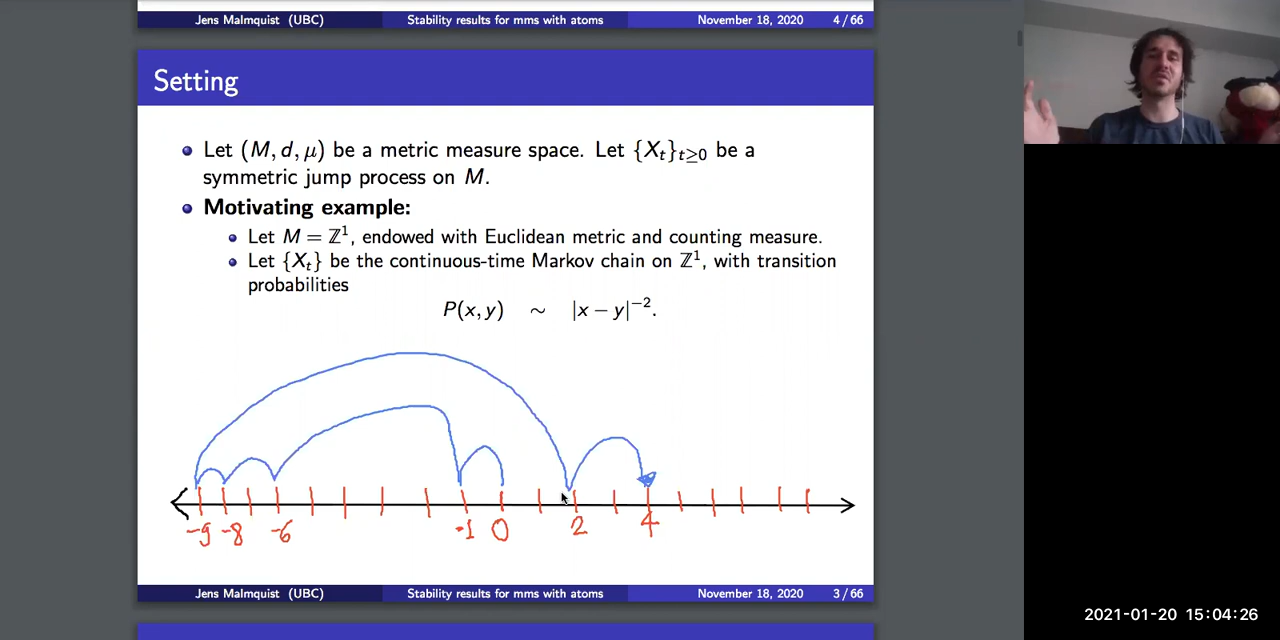 Jens Malmquist (UBC) Stability results for mms with atoms November 18, 2020 4 / 66
Setting
Let (M, d, μ) be a metric measure space. Let {X_t}_{t≥0} be a
symmetric jump process on M.
Motivating example:
Let M = ℤ¹, endowed with Euclidean metric and counting measure.
Let {X_t} be the continuous-time Markov chain on ℤ¹, with transition
probabilities
P(x, y) ∼ |x − y|⁻².
-9 -8 -6 -1 0 2 4
Jens Malmquist (UBC) Stability results for mms with atoms November 18, 2020 3 / 66
2021-01-20 15:04:26